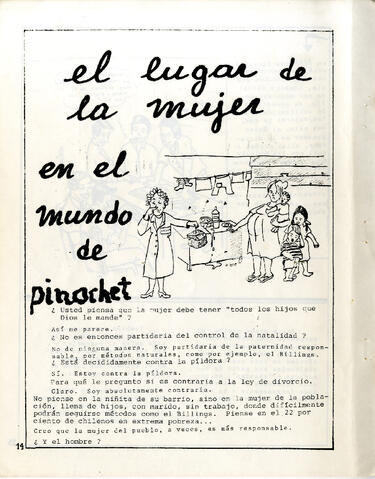 el lugar de
la mujer
en el
mundo
de
pinochet
¿ Usted piensa que la mujer debe tener "todos los hijos que
Dios le mande" ?
Así me parece.
¿ No es entonces partidaria del control de la natalidad ?
No de ninguna manera. Soy partidaria de la paternidad respon-
sable, por métodos naturales, como por ejemplo, el Billings.
¿ Está decididamente contra la píldora ?
Sí. Estoy contra la píldora.
Para qué le pregunto si es contraria a la ley de divorcio.
Claro. Soy absolutamente contraria.
No piense en la niñita de su barrio, sino en la mujer de la pobla-
ción, llena de hijos, con marido, sin trabajo, donde difícilmente
podrán seguirse métodos como el Billings. Piense en el 22 por
ciento de chilenos en extrema pobreza...
Creo que la mujer del pueblo, a veces, es más responsable.
¿ Y el hombre ?
14